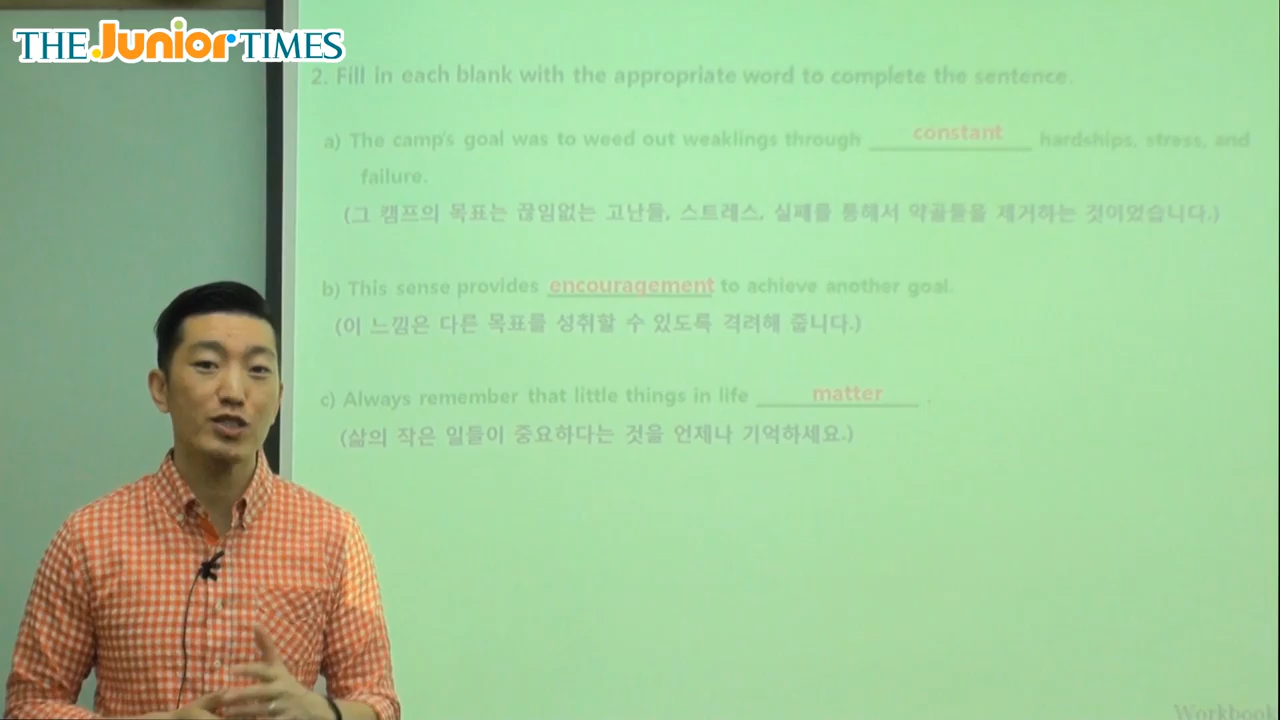 THE Junior TIMES
2. Fill in each blank with the appropriate word to complete the sentence.
a) The camp's goal was to weed out weaklings through constant hardships, stress, and
failure.
(그 캠프의 목표는 끊임없는 고난들, 스트레스, 실패를 통해서 약골들을 제거하는 것이었습니다.)
b) This sense provides encouragement to achieve another goal.
(이 느낌은 다른 목표를 성취할 수 있도록 격려해 줍니다.)
c) Always remember that little things in life matter .
(삶의 작은 일들이 중요하다는 것을 언제나 기억하세요.)
Workbook